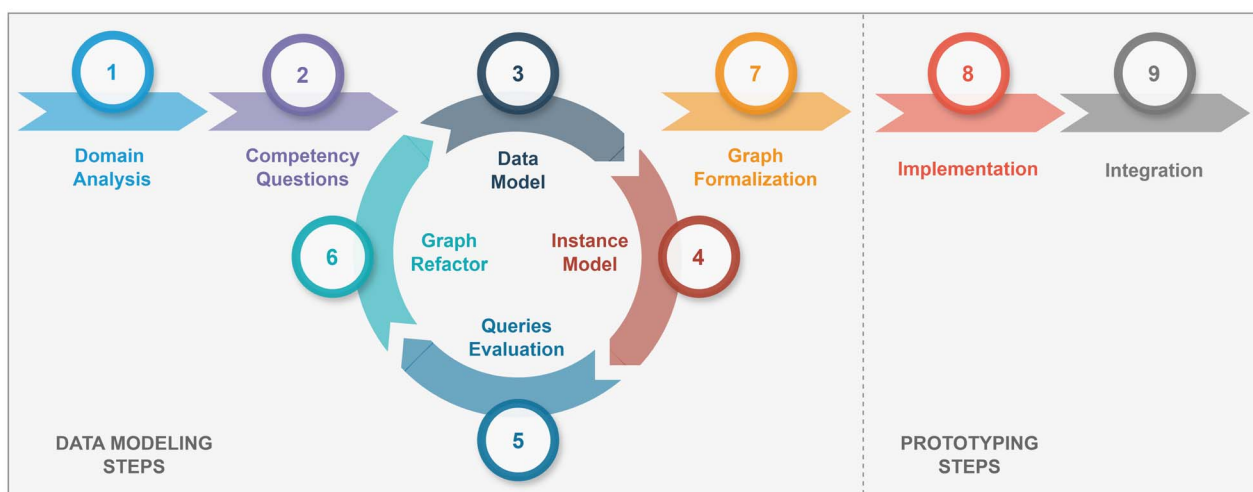 1
Domain
Analysis
2
Competency
Questions
3
Data
Model
4
Instance
Model
5
Queries
Evaluation
6
Graph
Refactor
7
Graph
Formalization
8
Implementation
9
Integration
DATA MODELING
STEPS
PROTOTYPING
STEPS